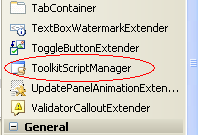 TabContainer
TextBoxWatermarkExtender
ToggleButtonExtender
ToolkitScriptManager
UpdatePanelAnimationExten...
ValidatorCalloutExtender
General